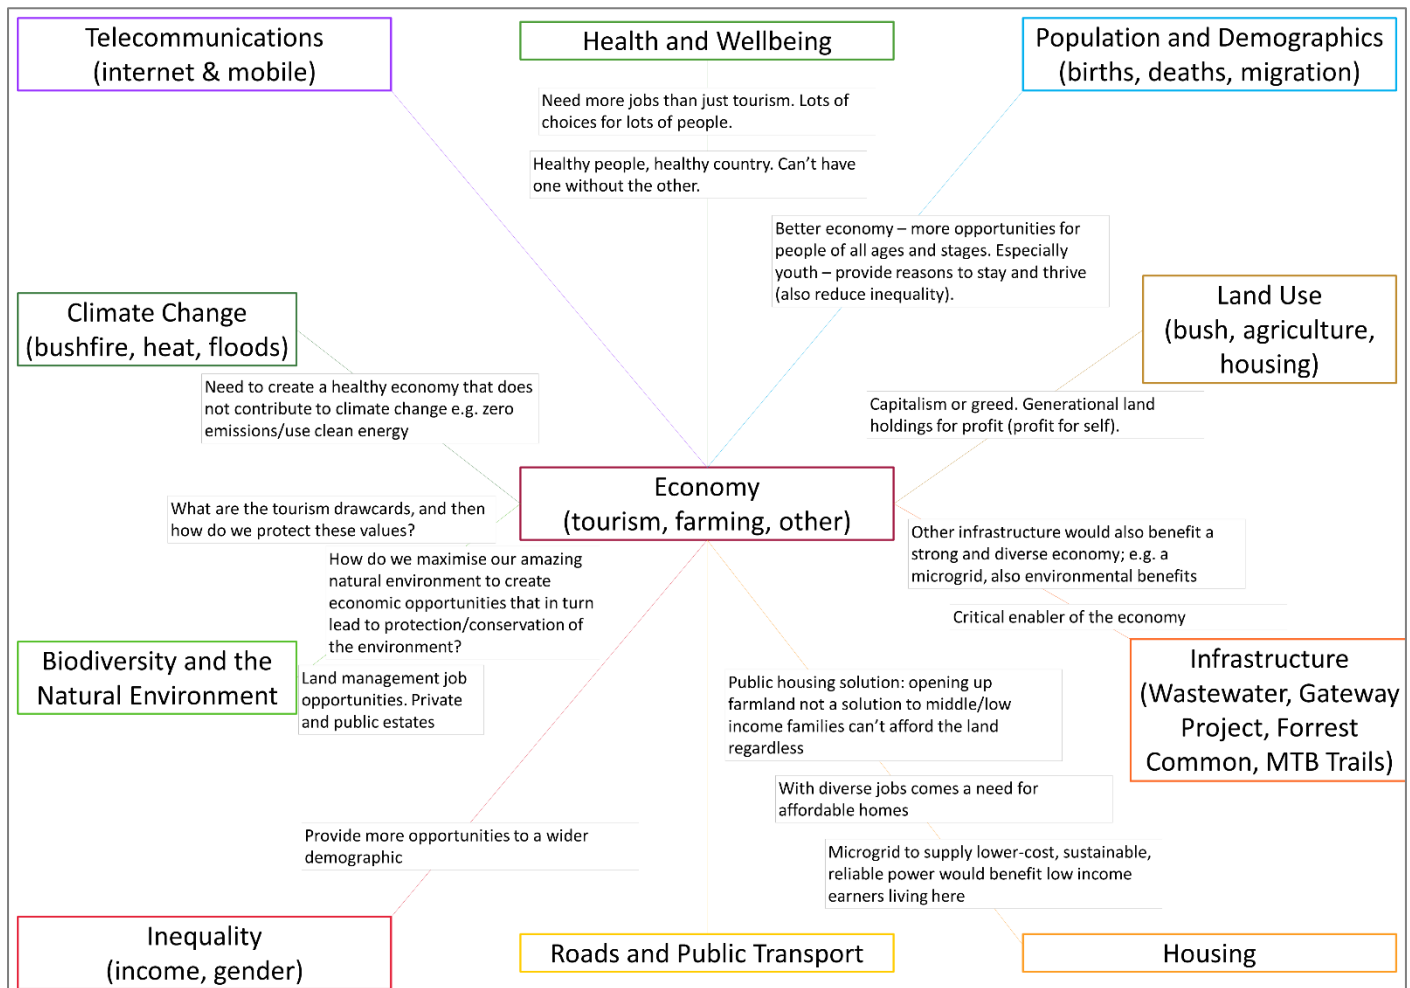 Telecommunications
(internet & mobile)
Health and Wellbeing
Population and Demographics
(births, deaths, migration)
Need more jobs than just tourism. Lots of
choices for lots of people.
Healthy people, healthy country. Can't have
one without the other.
Better economy – more opportunities for
people of all ages and stages. Especially
youth – provide reasons to stay and thrive
(also reduce inequality).
Climate Change
(bushfire, heat, floods)
Land Use
(bush, agriculture,
housing)
Need to create a healthy economy that does
not contribute to climate change e.g. zero
emissions/use clean energy
Capitalism or greed. Generational land
holdings for profit (profit for self).
Economy
(tourism, farming, other)
What are the tourism drawcards, and then
how do we protect these values?
Other infrastructure would also benefit a
strong and diverse economy; e.g. a
microgrid, also environmental benefits
How do we maximise our amazing
natural environment to create
economic opportunities that in turn
lead to protection/conservation of
the environment?
Critical enabler of the economy
Biodiversity and the
Natural Environment
Land management job
opportunities. Private
and public estates
Infrastructure
(Wastewater, Gateway
Project, Forrest
Common, MTB Trails)
Public housing solution: opening up
farmland not a solution to middle/low
income families can't afford the land
regardless
With diverse jobs comes a need for
affordable homes
Provide more opportunities to a wider
demographic
Microgrid to supply lower-cost, sustainable,
reliable power would benefit low income
earners living here
Inequality
(income, gender)
Roads and Public Transport
Housing